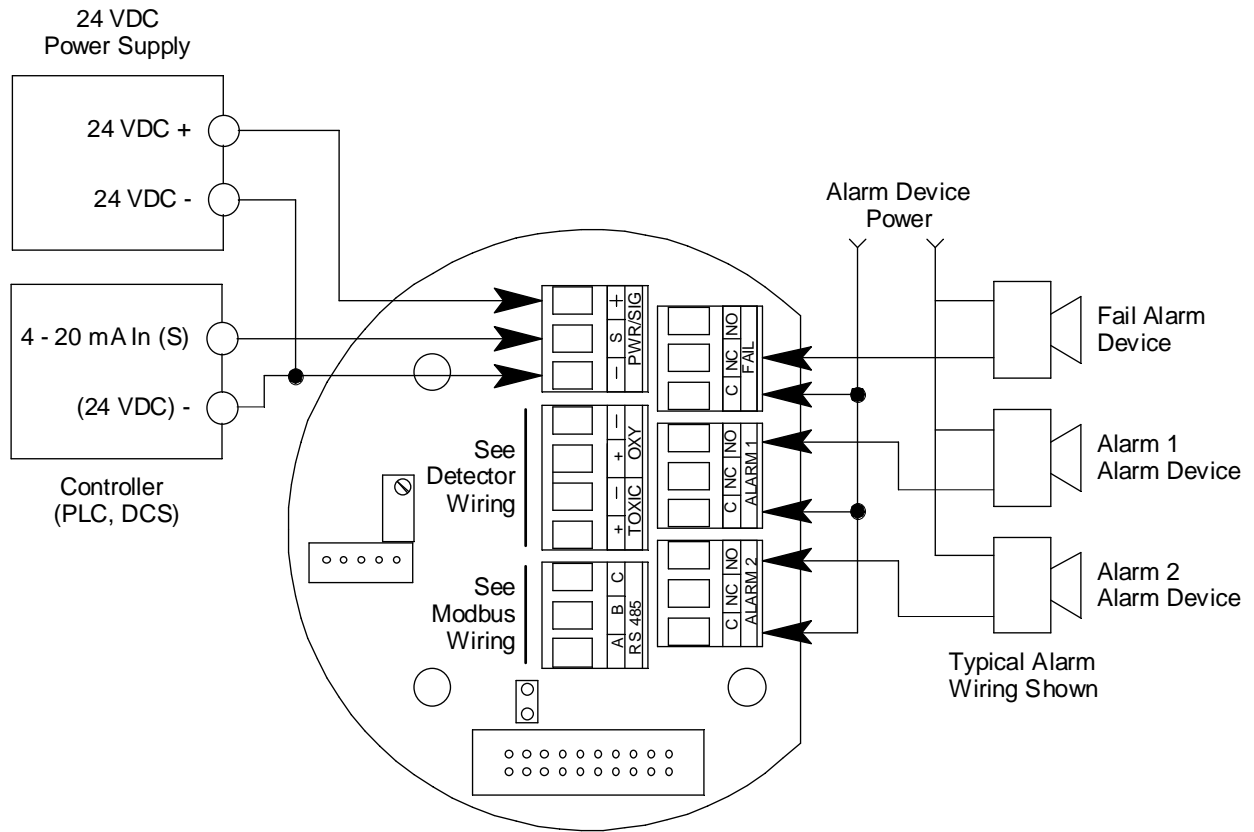 24 VDC
Power Supply
24 VDC +
24 VDC -
4 - 20 mA In (S)
(24 VDC) -
Controller
(PLC, DCS)
+
S
−
PWR/SIG
−
+
OXY
−
+
TOXIC
See
Detector
Wiring
C
B
A
RS 485
See
Modbus
Wiring
NO
NC
C
FAIL
NO
NC
C
ALARM 1
NO
NC
C
ALARM 2
Alarm Device
Power
Fail Alarm
Device
Alarm 1
Alarm Device
Alarm 2
Alarm Device
Typical Alarm
Wiring Shown